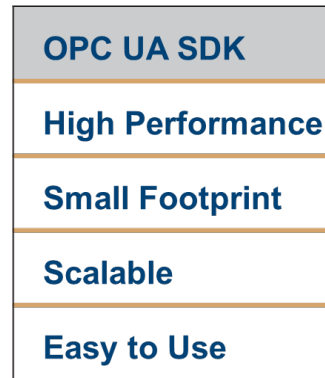 OPC UA SDK
High Performance
Small Footprint
Scalable
Easy to Use